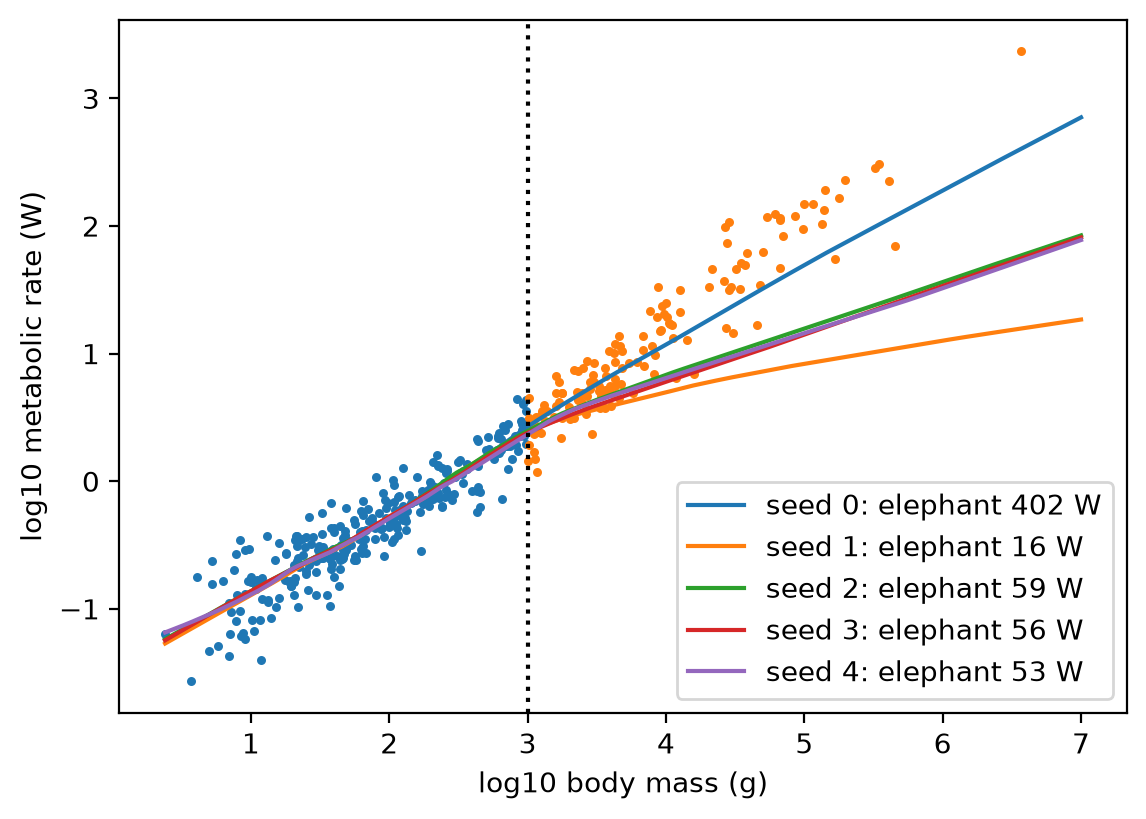 log10 metabolic rate (W)
3
2
1
0
−1
seed 0: elephant 402 W
seed 1: elephant 16 W
seed 2: elephant 59 W
seed 3: elephant 56 W
seed 4: elephant 53 W
1 2 3 4 5 6 7
log10 body mass (g)